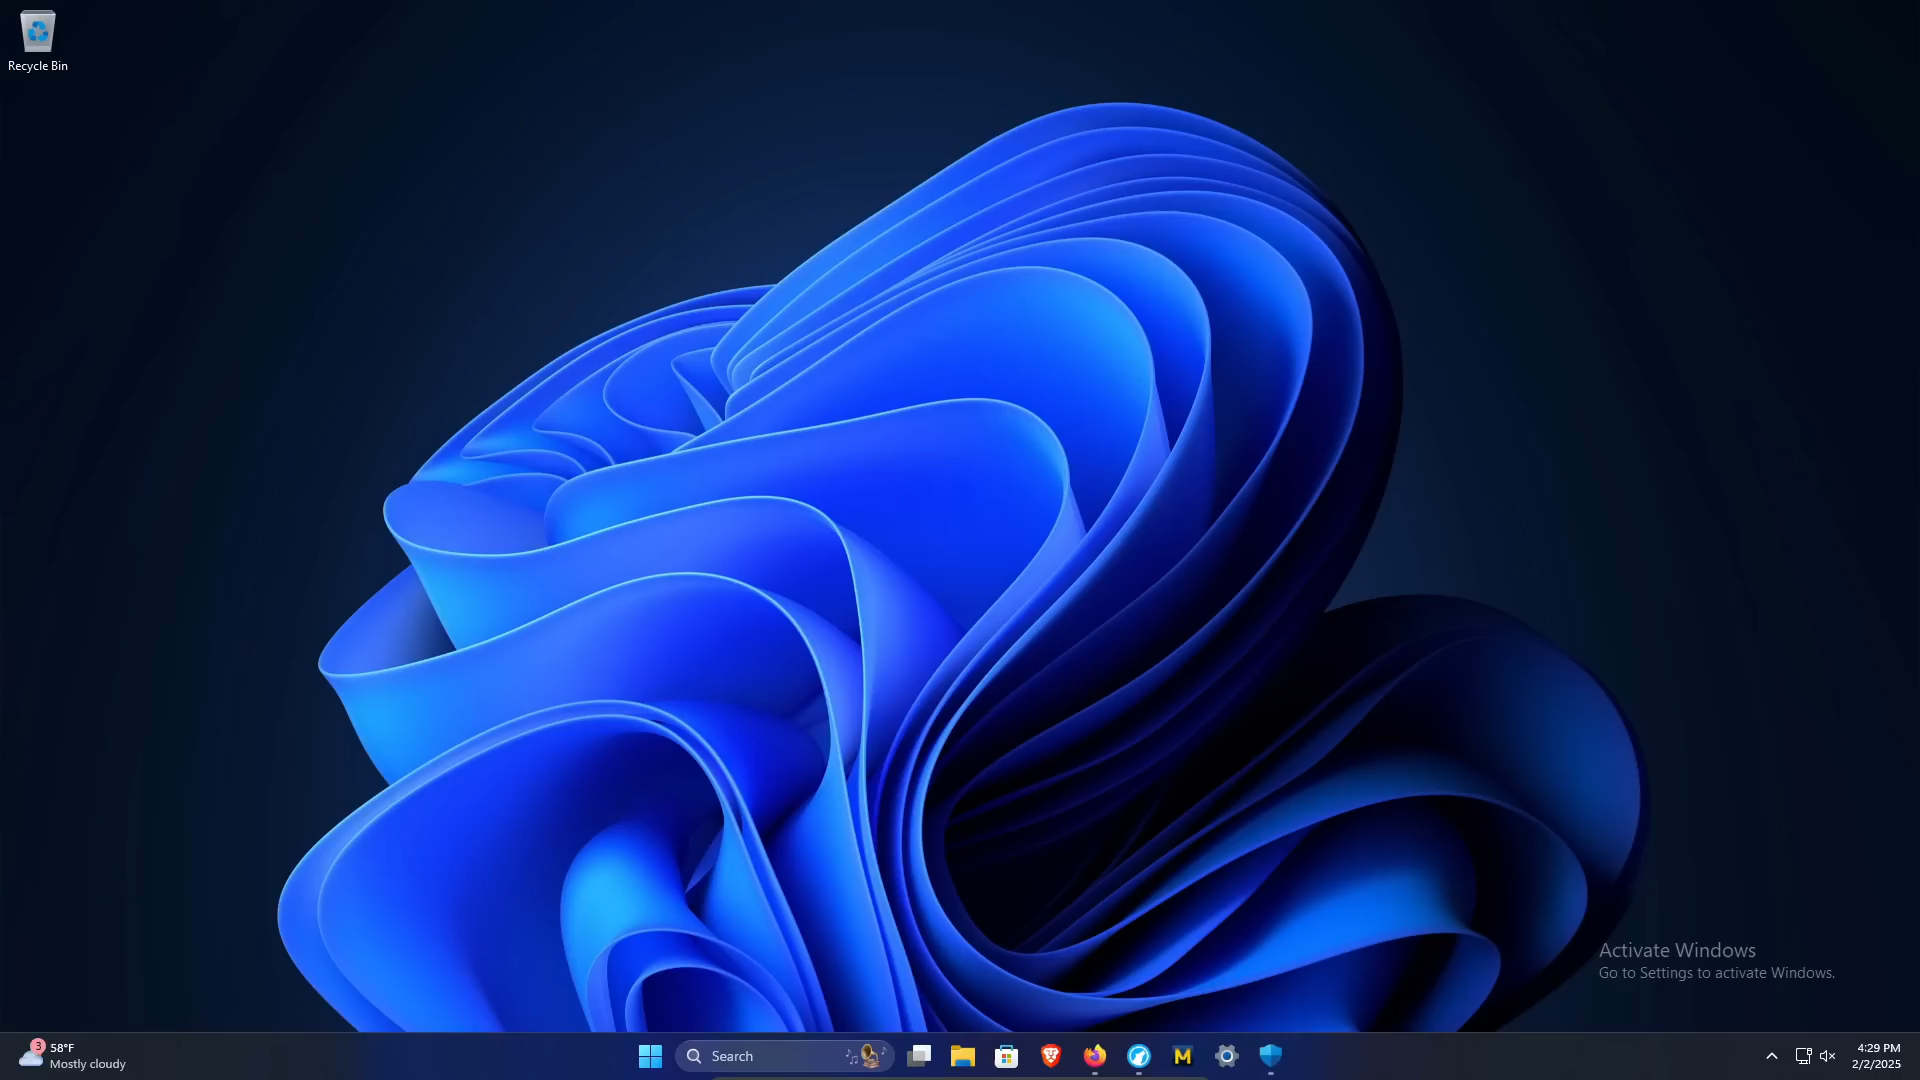 Recycle Bin
Activate Windows
Go to Settings to activate Windows.
3
58°F
Mostly cloudy
Search
M
4:29 PM
2/2/2025